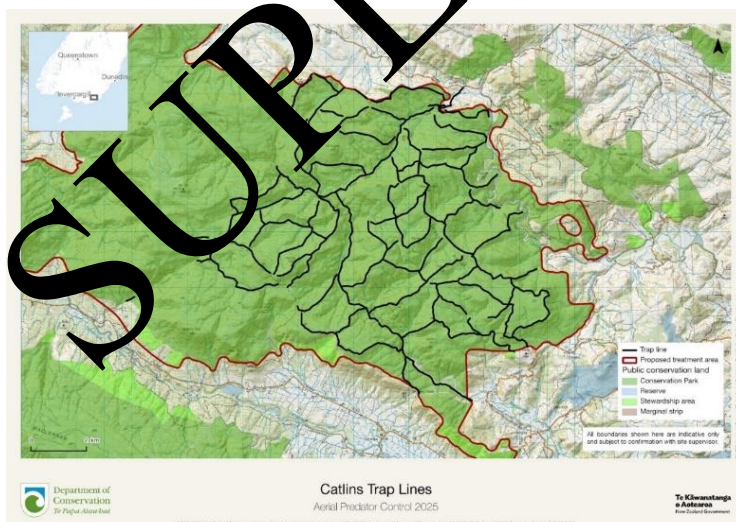 SUPE
Queenstown
Dunedin
Invercargill
Trap line
Proposed treatment area
Public conservation land
Conservation Park
Reserve
Stewardship area
Marginal strip
All boundaries shown here are indicative only
and subject to confirmation with site supervisor.
Department of
Conservation
Te Papa Atawhai
Catlins Trap Lines
Aerial Predator Control 2025
Te Kāwanatanga
o Aotearoa
New Zealand Government